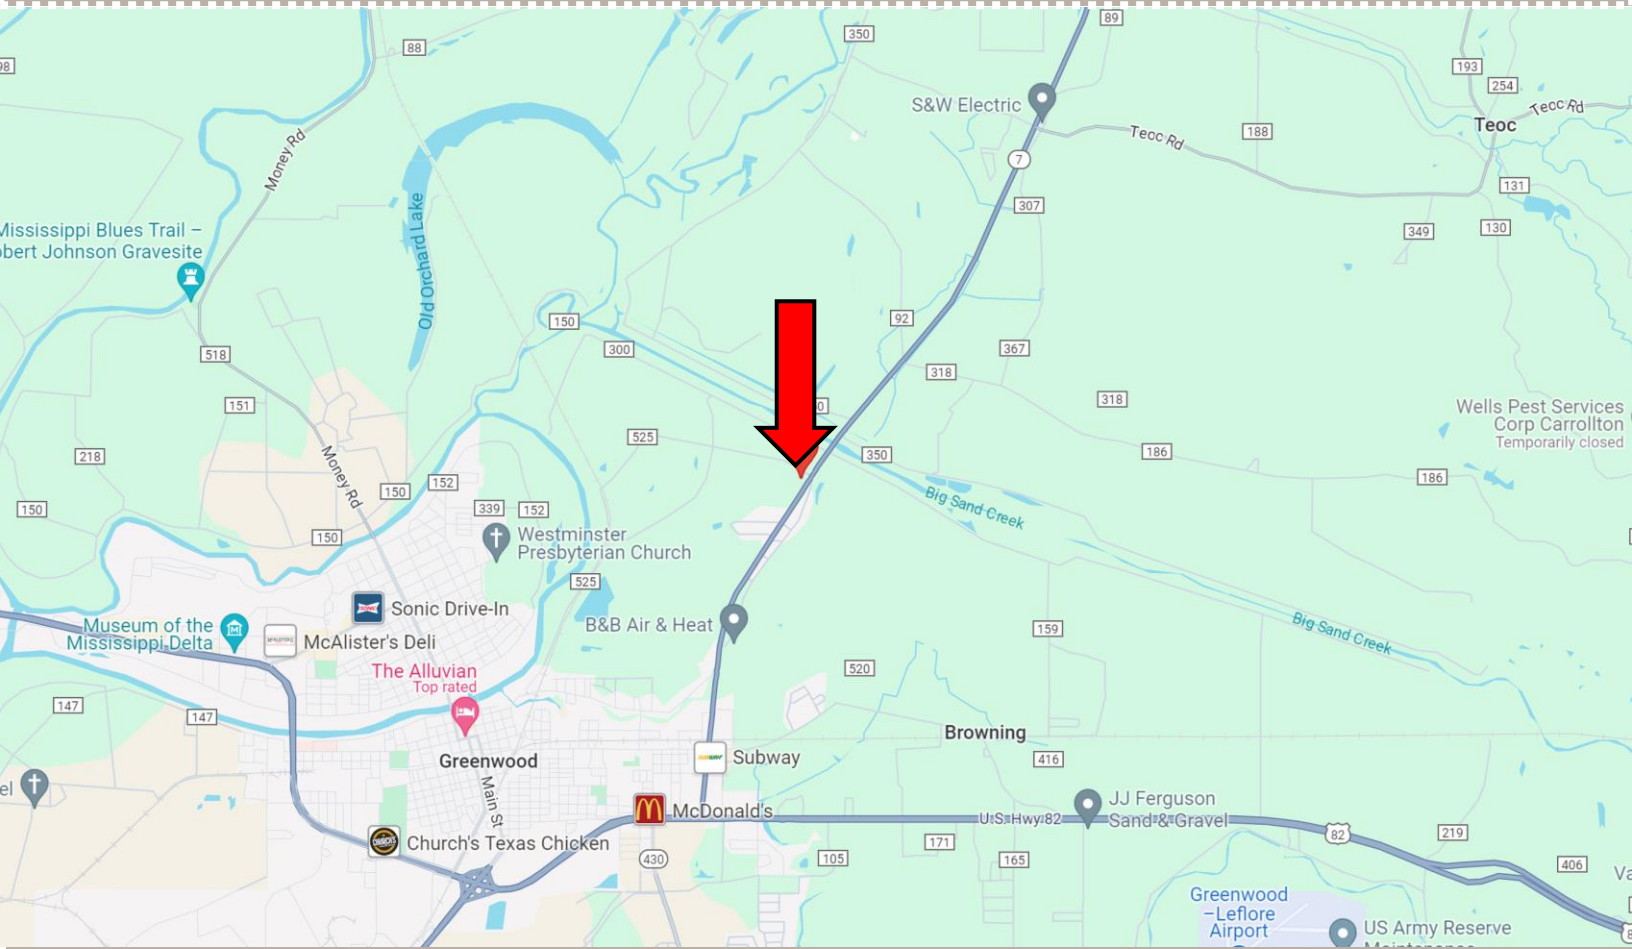 89
350
88
98
193
254
Tecc Rd
S&W Electric
Teoc
188
Tecc Rd
Money Rd
7
131
307
Old Orchard Lake
Mississippi Blues Trail –
obert Johnson Gravesite
349
130
92
150
300
367
518
318
151
318
Wells Pest Services
Corp Carrollton
Temporarily closed
525
218
350
186
186
Money Rd
152
150
Big Sand Creek
150
339
152
150
Westminster
Presbyterian Church
525
Sonic Drive-In
Museum of the
Mississippi Delta
B&B Air & Heat
159
Big Sand Creek
McAlister's Deli
The Alluvian
Top rated
520
147
147
Browning
Greenwood
SUBWAY
Subway
416
el
Main St
McDonald's
JJ Ferguson
Sand & Gravel
U.S. Hwy 82
82
219
Church's Texas Chicken
171
430
105
165
406
Va
Greenwood
–Leflore
Airport
US Army Reserve
8